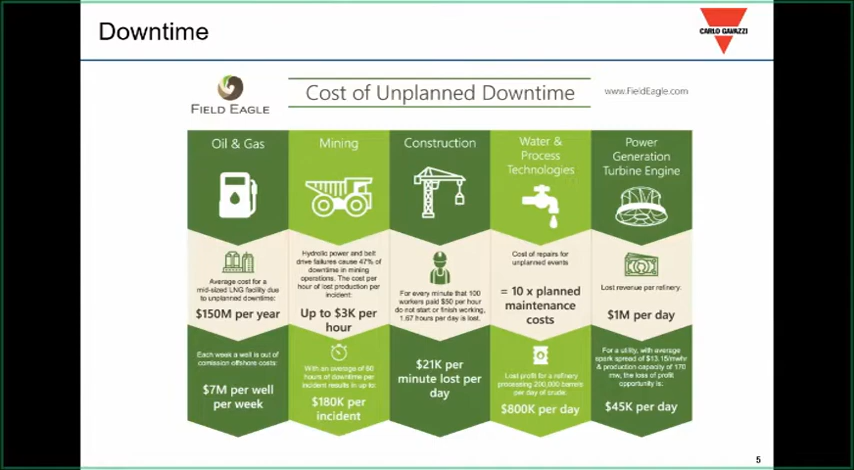 Downtime
CARLO GAVAZZI
FIELD EAGLE
Cost of Unplanned Downtime
www.FieldEagle.com
Oil & Gas
Average cost for a
mid-sized LNG facility due
to unplanned downtime:
$150M per year
Each week a well is out of
comission offshore costs:
$7M per well
per week
Mining
Hydrolic power and belt
drive failures cause 47% of
downtime in mining
operations. The cost per
hour of lost production per
incident:
Up to $3K per
hour
With an average of 60
hours of downtime per
incident results in up to:
$180K per
incident
Construction
For every minute that 100
workers paid $50 per hour
do not start or finish working,
1.67 hours per day is lost.
$21K per
minute lost per
day
Water &
Process
Technologies
Cost of repairs for
unplanned events
= 10 x planned
maintenance
costs
Lost profit for a refinery
processing 200,000 barrels
per day of crude:
$800K per day
Power
Generation
Turbine Engine
Lost revenue per refinery.
$1M per day
For a utility, with average
spark spread of $13.15/mwhr
& production capacity of 170
mw, the loss of profit
opportunity is:
$45K per day
5